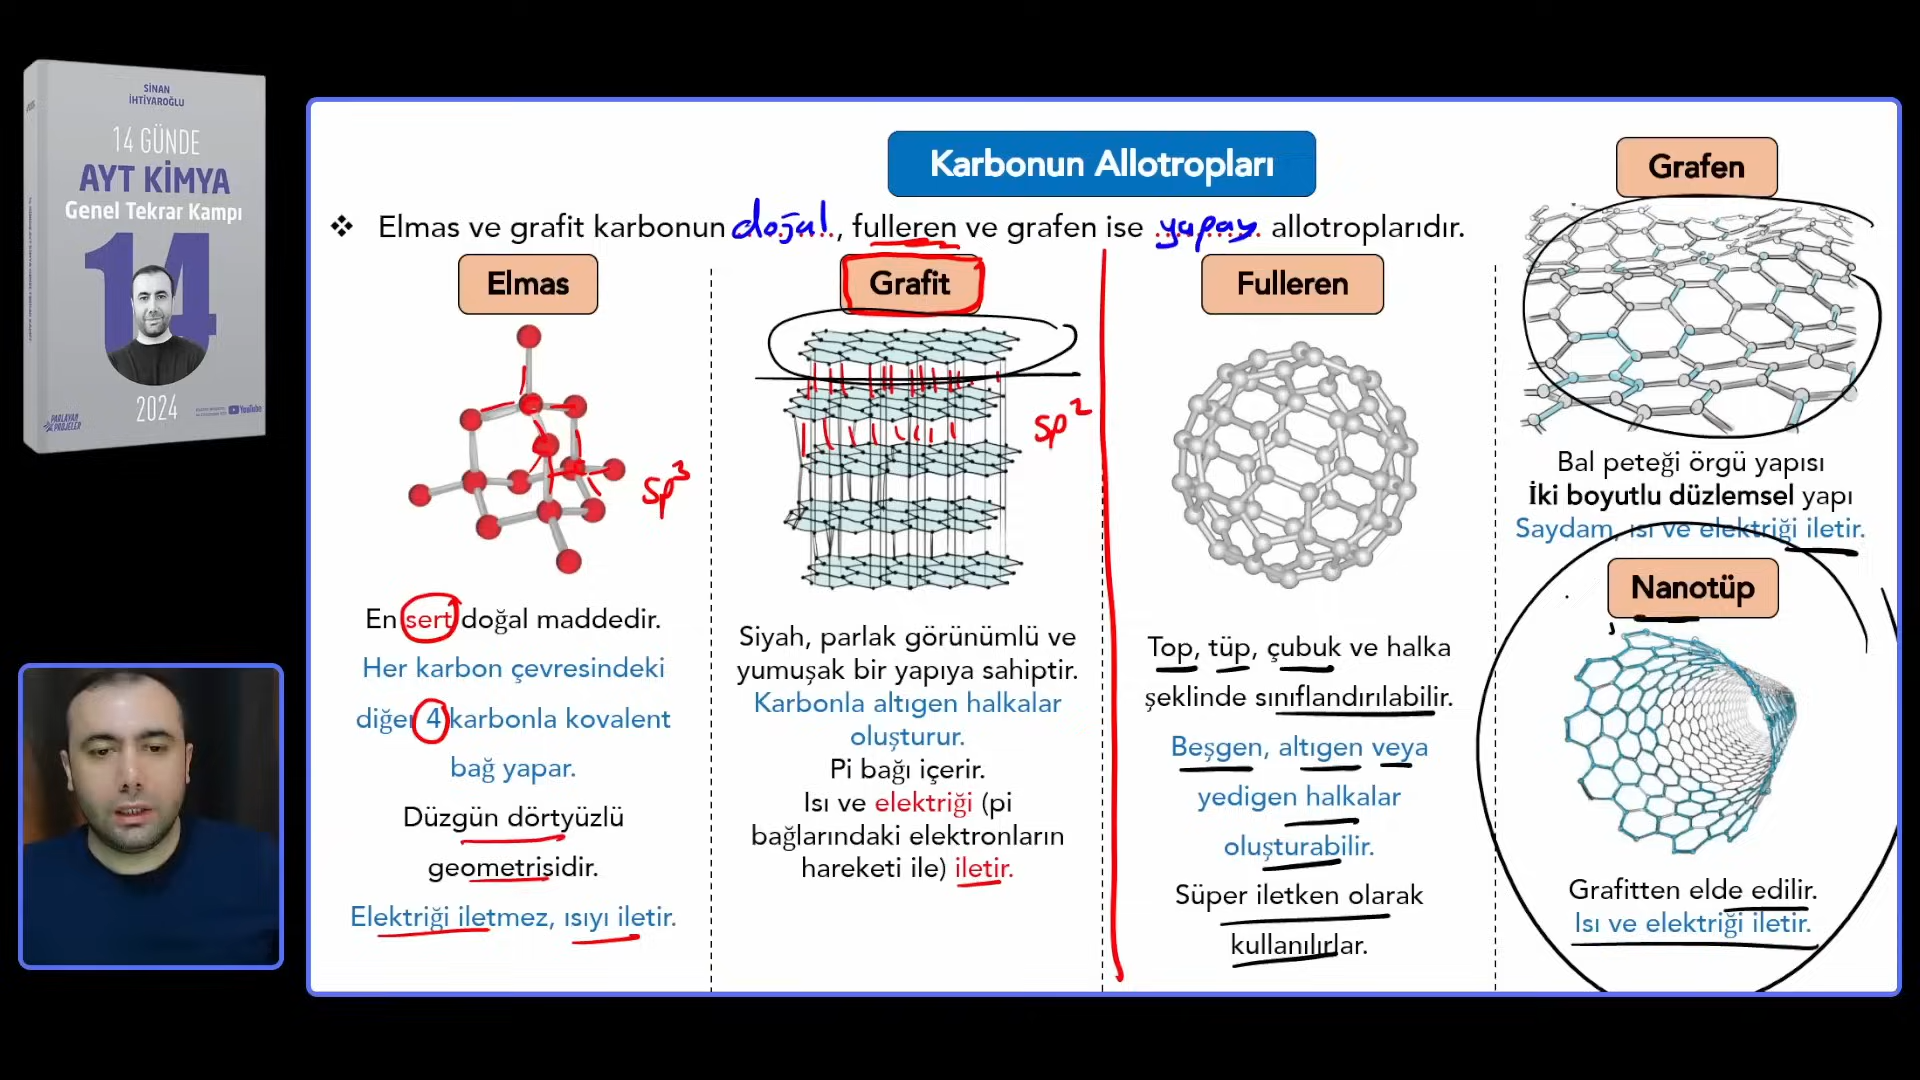 SİNAN
İHTİYAROĞLU
14 GÜNDE
AYT KİMYA
Genel Tekrar Kampı
14
2024
PARLAYAN
PROJELER
YouTube
Karbonun Allotropları
❖ Elmas ve grafit karbonun doğal, fulleren ve grafen ise yapay allotroplarıdır.
Elmas
sp³
En sert doğal maddedir.
Her karbon çevresindeki
diğer 4 karbonla kovalent
bağ yapar.
Düzgün dörtyüzlü
geometrisidir.
Elektriği iletmez, ısıyı iletir.
Grafit
sp²
Siyah, parlak görünümlü ve
yumuşak bir yapıya sahiptir.
Karbonla altıgen halkalar
oluşturur.
Pi bağı içerir.
Isı ve elektriği (pi
bağlarındaki elektronların
hareketi ile) iletir.
Fulleren
Top, tüp, çubuk ve halka
şeklinde sınıflandırılabilir.
Beşgen, altıgen veya
yedigen halkalar
oluşturabilir.
Süper iletken olarak
kullanılırlar.
Grafen
Bal peteği örgü yapısı
İki boyutlu düzlemsel yapı
Saydam, ısı ve elektriği iletir.
Nanotüp
Grafitten elde edilir.
Isı ve elektriği iletir.